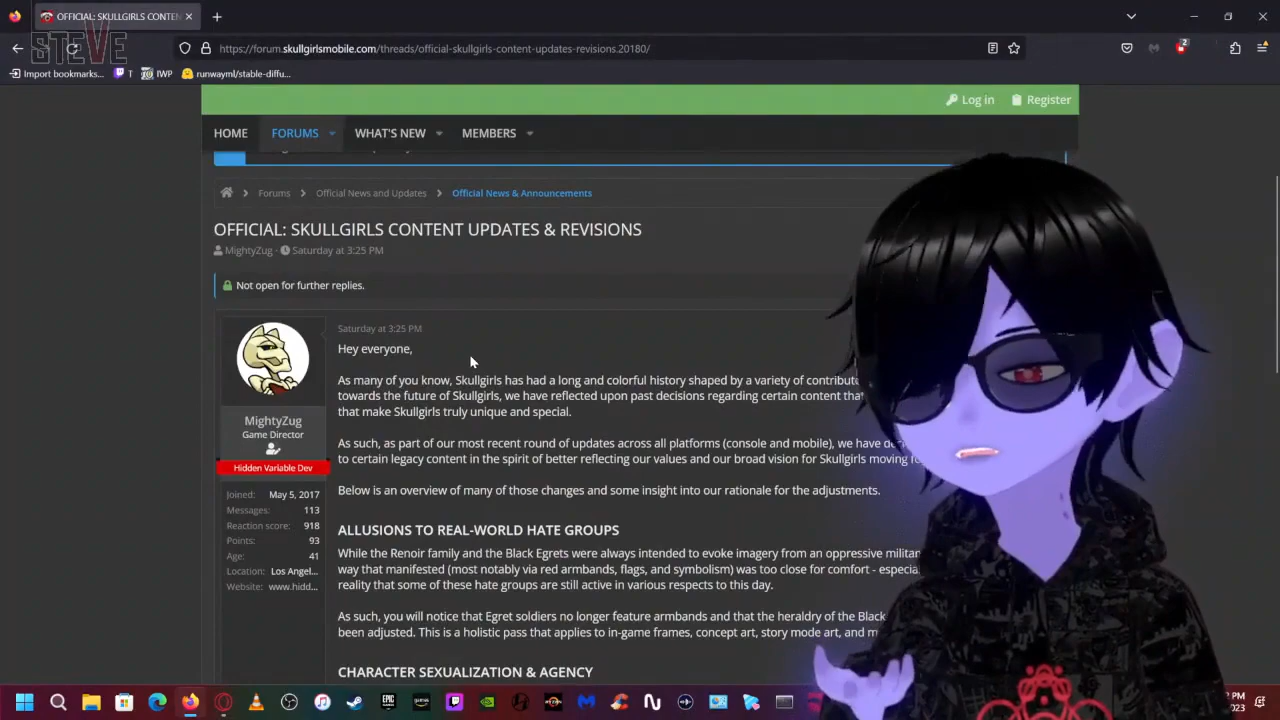 OFFICIAL: SKULLGIRLS CONTEN
STEVE
https://forum.skullgirlsmobile.com/threads/official-skullgirls-content-updates-revisions.20180/
2
Import bookmarks...
T
IWP
runwayml/stable-diffu...
Log in
Register
HOME
FORUMS
WHAT'S NEW
MEMBERS
Forums
Official News and Updates
Official News & Announcements
OFFICIAL: SKULLGIRLS CONTENT UPDATES & REVISIONS
MightyZug
Saturday at 3:25 PM
Not open for further replies.
Saturday at 3:25 PM
Hey everyone,
As many of you know, Skullgirls has had a long and colorful history shaped by a variety of contribut
towards the future of Skullgirls, we have reflected upon past decisions regarding certain content tha
that make Skullgirls truly unique and special.
As such, as part of our most recent round of updates across all platforms (console and mobile), we have
to certain legacy content in the spirit of better reflecting our values and our broad vision for Skullgirls moving
Below is an overview of many of those changes and some insight into our rationale for the adjustments.
ALLUSIONS TO REAL-WORLD HATE GROUPS
While the Renoir family and the Black Egrets were always intended to evoke imagery from an oppressive militar
way that manifested (most notably via red armbands, flags, and symbolism) was too close for comfort - especia
reality that some of these hate groups are still active in various respects to this day.
As such, you will notice that Egret soldiers no longer feature armbands and that the heraldry of the Black
been adjusted. This is a holistic pass that applies to in-game frames, concept art, story mode art, and m
CHARACTER SEXUALIZATION & AGENCY
MightyZug
Game Director
Hidden Variable Dev
Joined: May 5, 2017
Messages: 113
Reaction score: 918
Points: 93
Age: 41
Location: Los Angel...
Website: www.hidd...
PM